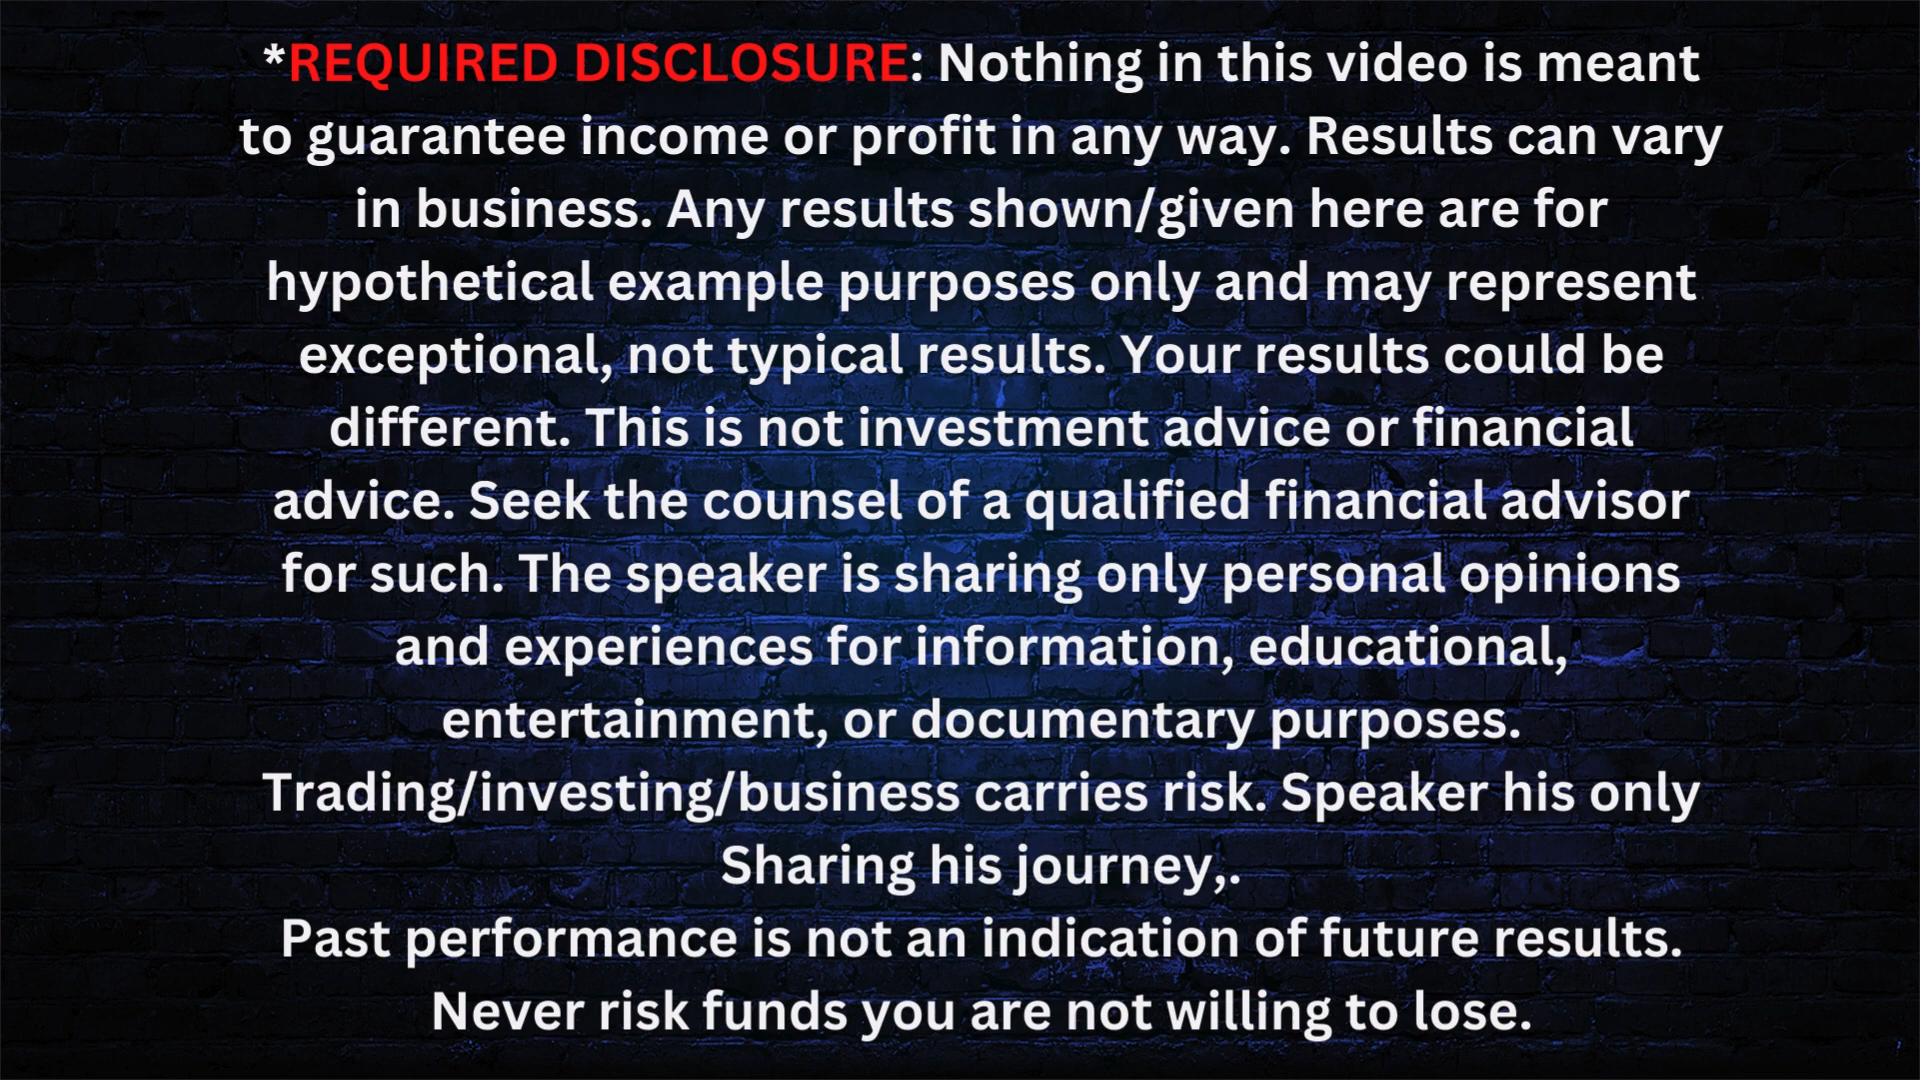 *REQUIRED DISCLOSURE: Nothing in this video is meant
to guarantee income or profit in any way. Results can vary
in business. Any results shown/given here are for
hypothetical example purposes only and may represent
exceptional, not typical results. Your results could be
different. This is not investment advice or financial
advice. Seek the counsel of a qualified financial advisor
for such. The speaker is sharing only personal opinions
and experiences for information, educational,
entertainment, or documentary purposes.
Trading/investing/business carries risk. Speaker his only
Sharing his journey,.
Past performance is not an indication of future results.
Never risk funds you are not willing to lose.